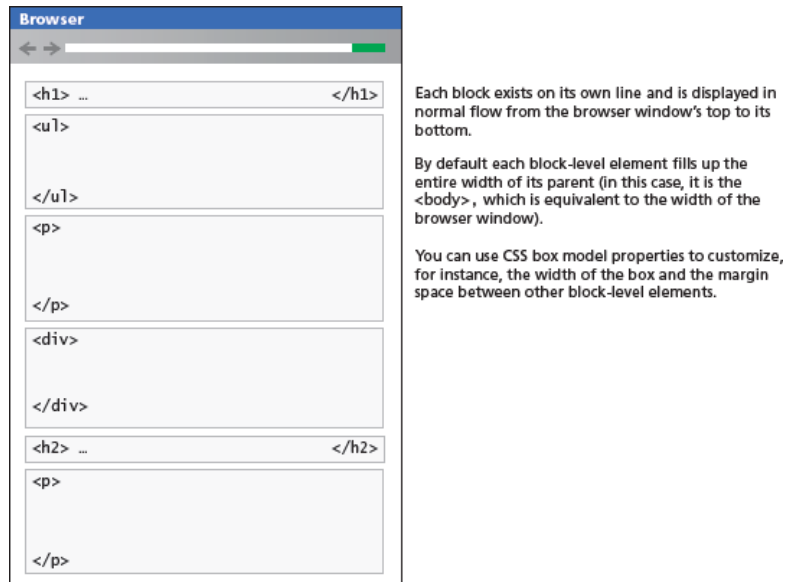 Browser
<h1> … </h1>
<ul>
</ul>
<p>
</p>
<div>
</div>
<h2> … </h2>
<p>
</p>
Each block exists on its own line and is displayed in
normal flow from the browser window's top to its
bottom.
By default each block-level element fills up the
entire width of its parent (in this case, it is the
<body>, which is equivalent to the width of the
browser window).
You can use CSS box model properties to customize,
for instance, the width of the box and the margin
space between other block-level elements.